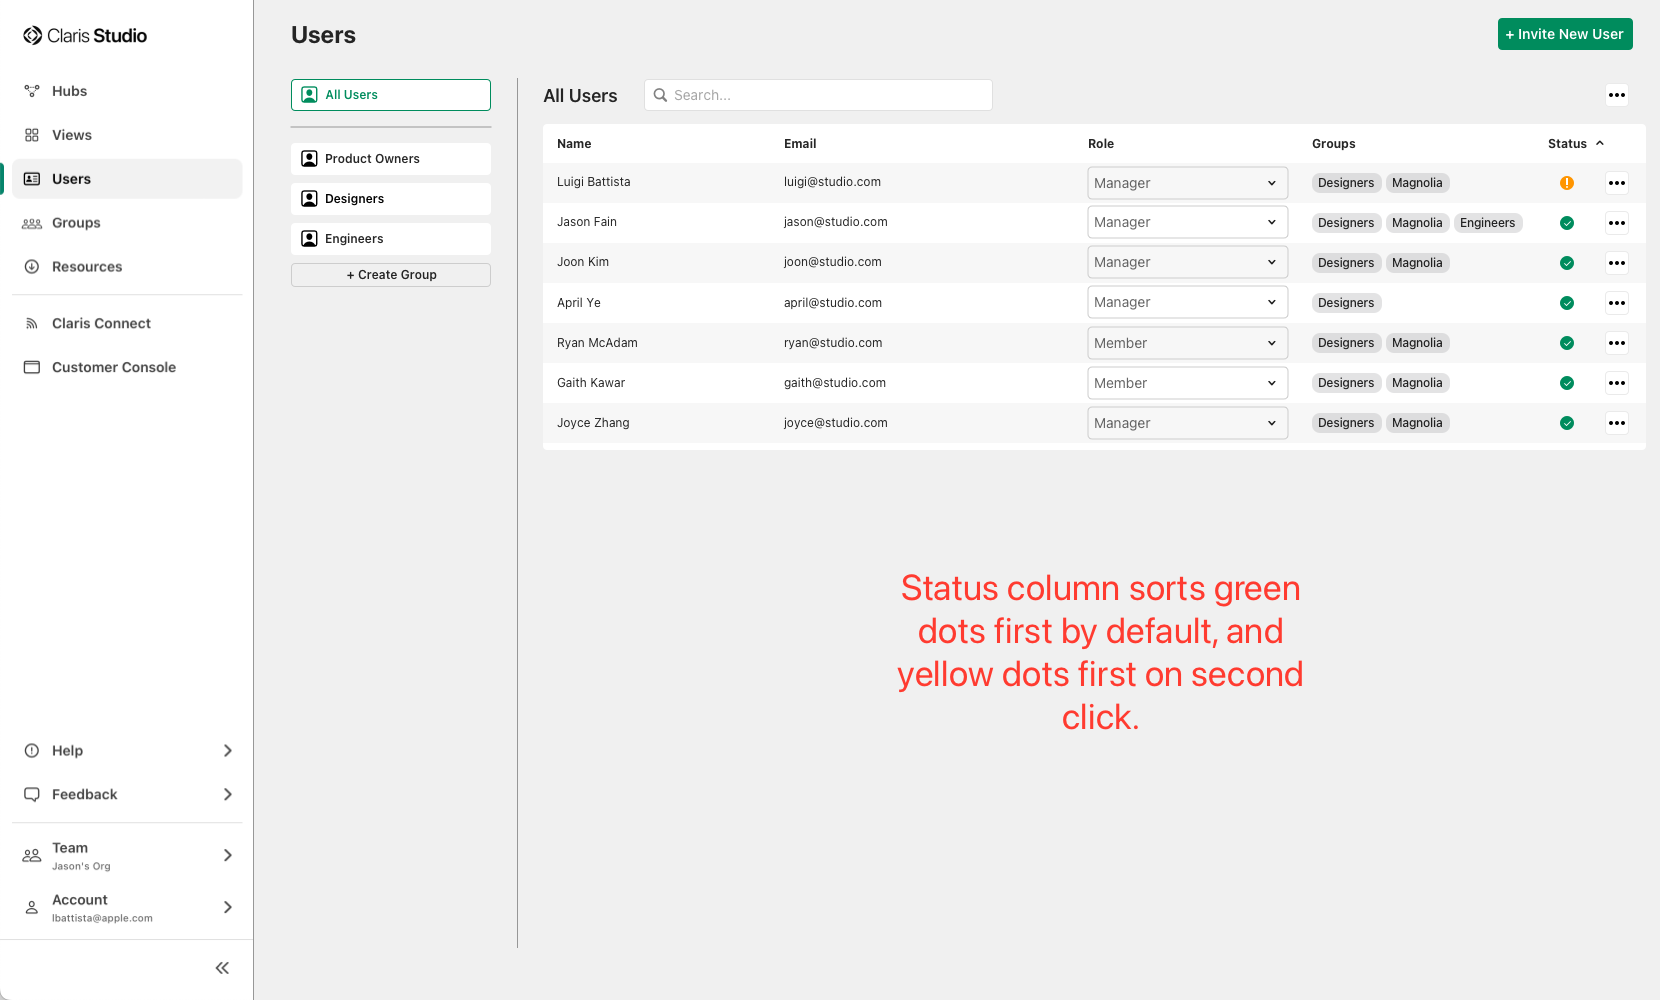 Claris Studio
Hubs
Views
Users
Groups
Resources
Claris Connect
Customer Console
Help
Feedback
Team
Jason's Org
Account
lbattista@apple.com
Users
+ Invite New User
All Users
Product Owners
Designers
Engineers
+ Create Group
All Users
Search...
Name Email Role Groups Status
Luigi Battista luigi@studio.com Manager Designers Magnolia
Jason Fain jason@studio.com Manager Designers Magnolia Engineers
Joon Kim joon@studio.com Manager Designers Magnolia
April Ye april@studio.com Manager Designers
Ryan McAdam ryan@studio.com Member Designers Magnolia
Gaith Kawar gaith@studio.com Member Designers Magnolia
Joyce Zhang joyce@studio.com Manager Designers Magnolia
Status column sorts green
dots first by default, and
yellow dots first on second
click.